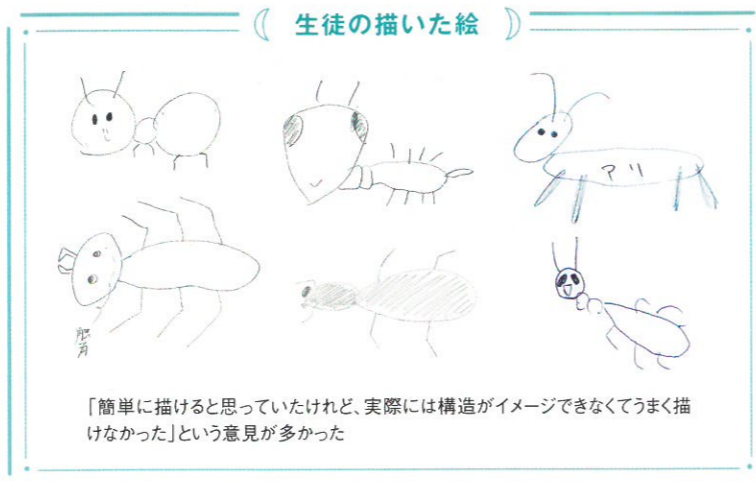 生徒の描いた絵
アリ
「簡単に描けると思っていたけれど、実際には構造がイメージできなくてうまく描
けなかった」という意見が多かった